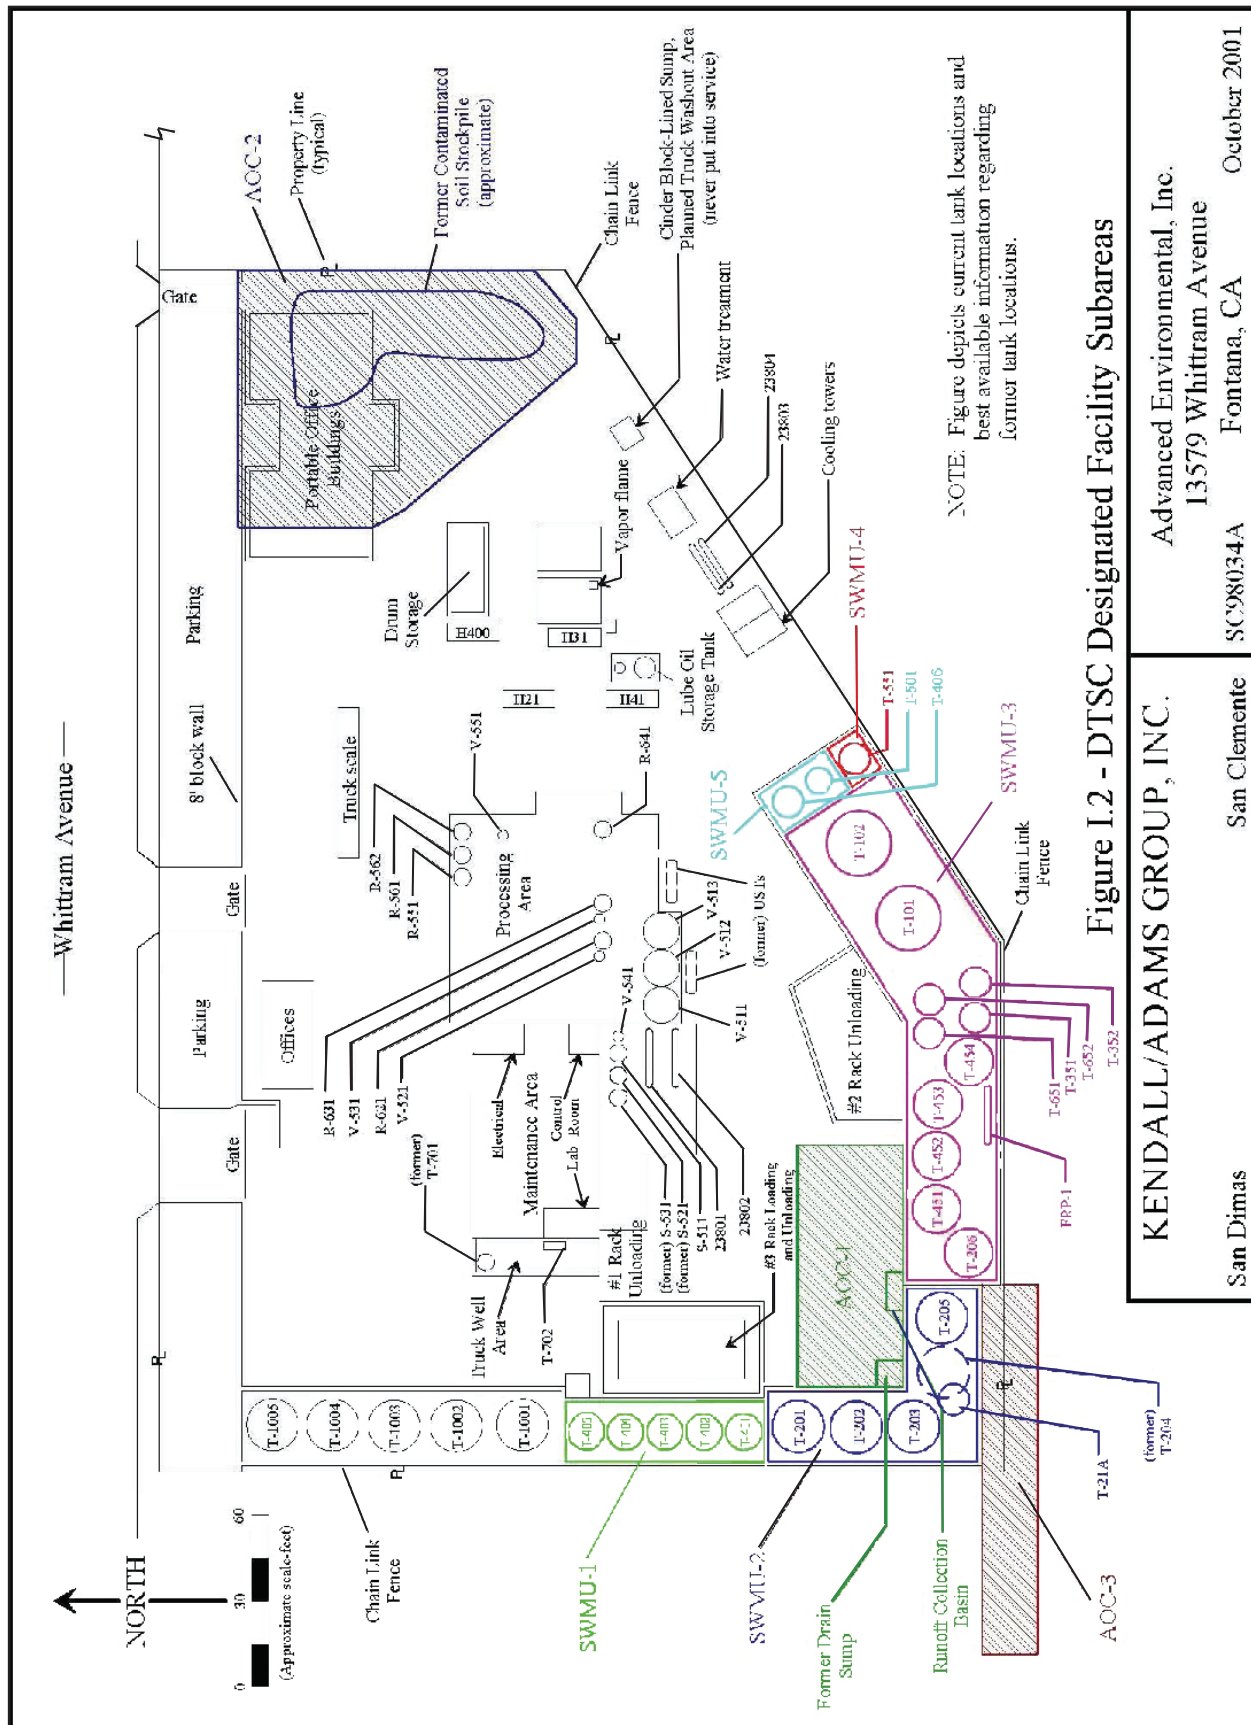 Whittram Avenue
NORTH
0
30
60
(Approximate scale-feet)
Gate
Parking
Gate
8' block wall
Parking
Gate
AOC-2
Property Line
(typical)
Former Contaminated
Soil Stockpile
(approximate)
Chain Link
Fence
Cinder Block-Lined Sump,
Planned Truck Washout Area
(never put into service)
Water treatment
23804
23803
Cooling towers
Portable Office
Buildings
Offices
Truck scale
Drum
Storage
H400
H31
Vapor flame
H21
H41
Lube Oil
Storage Tank
R-562
R-561
R-551
V-551
R-641
Processing
Area
R-631
V-531
R-621
V-521
Electrical
Maintenance Area
Control
Room
Lab
(former)
T-701
Truck Well
Area
T-702
#1 Rack
Unloading
V-541
V-513
V-512
V-511
(former) USTs
(former) S-531
(former) S-521
S-511
23801
23802
#3 Rack Loading
and Unloading
#2 Rack Unloading
Chain Link
Fence
T-1005
T-1004
T-1003
T-1002
T-1001
T-405
T-404
T-403
T-402
T-401
SWMU-1
SWMU-2
T-201
T-202
T-203
T-205
(former)
T-204
T-21A
AOC-1
Former Drain
Sump
Runoff Collection
Basin
AOC-3
SWMU-5
SWMU-4
T-551
T-501
T-406
SWMU-3
T-102
T-101
T-454
T-453
T-452
T-451
T-206
T-651
T-351
T-652
T-352
FRP-1
Chain Link
Fence
PL
PL
PL
PL
PL
NOTE: Figure depicts current tank locations and
best available information regarding
former tank locations.
Figure I.2 - DTSC Designated Facility Subareas
KENDALL/ADAMS GROUP, INC.
San Dimas
San Clemente
Advanced Environmental, Inc.
13579 Whittram Avenue
SC98034A
Fontana, CA
October 2001